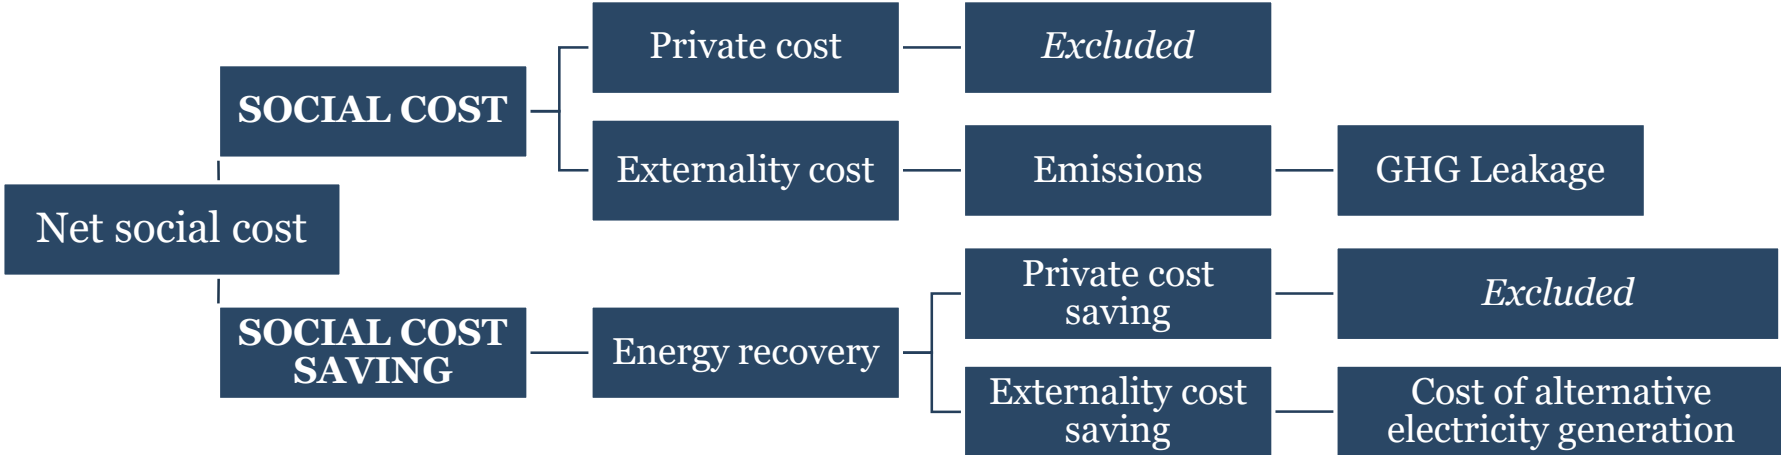 Net social cost
SOCIAL COST
Private cost
Excluded
Externality cost
Emissions
GHG Leakage
SOCIAL COST
SAVING
Energy recovery
Private cost
saving
Excluded
Externality cost
saving
Cost of alternative
electricity generation